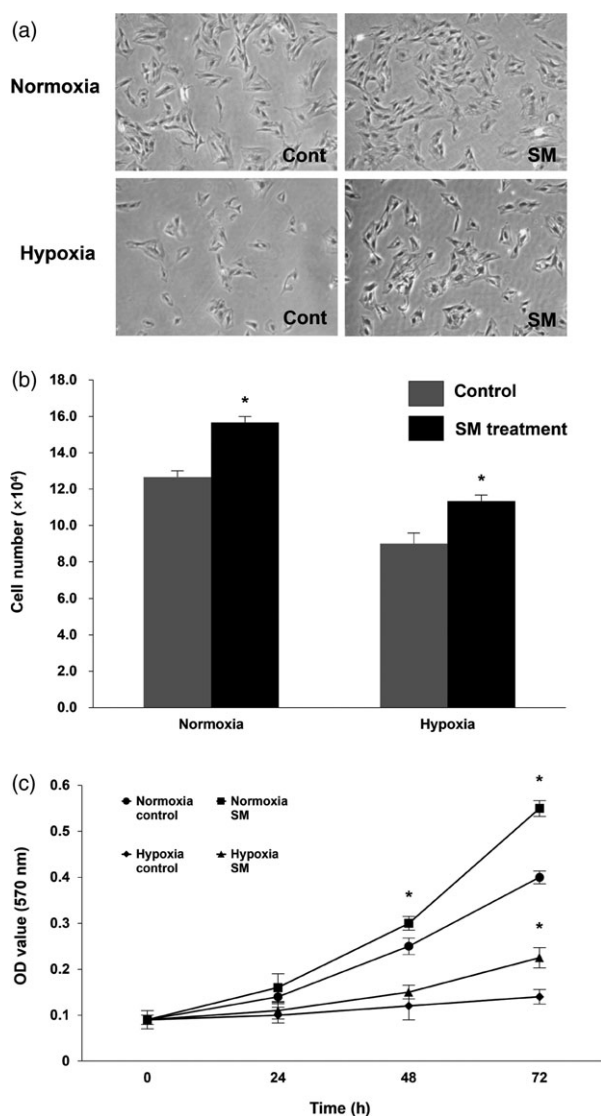 (a)
Normoxia
Cont
SM
Hypoxia
Cont
SM
(b)
18.0
16.0
14.0
12.0
10.0
8.0
6.0
4.0
2.0
0.0
Cell number (×10⁴)
Control
SM treatment
*
*
Normoxia
Hypoxia
(c)
0.6
0.5
0.4
0.3
0.2
0.1
0
OD value (570 nm)
Normoxia control
Normoxia SM
Hypoxia control
Hypoxia SM
*
*
*
0
24
48
72
Time (h)